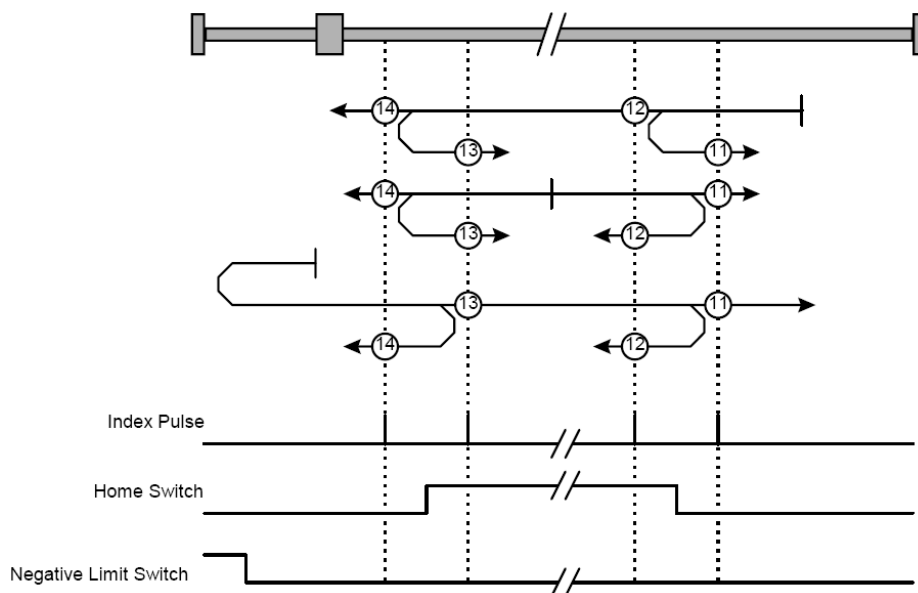 14 12
13 11
14 11
13 12
13 11
14 12
Index Pulse
Home Switch
Negative Limit Switch